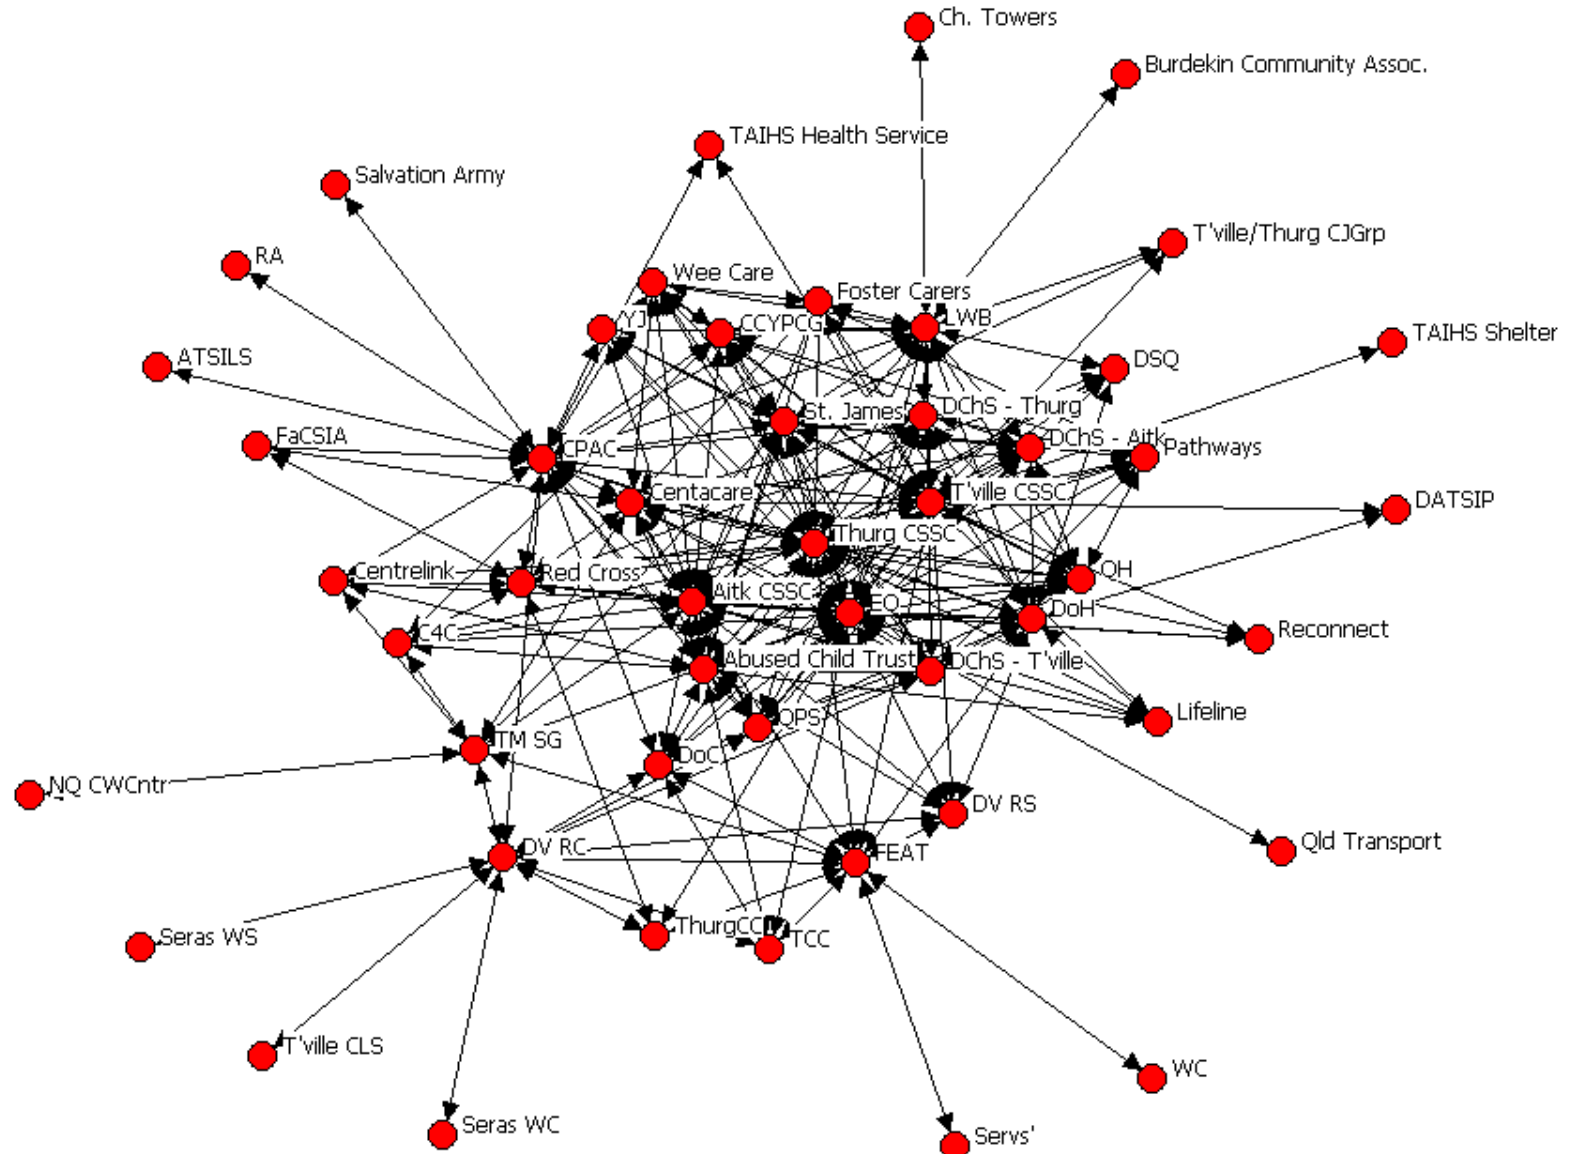 Ch. Towers
Burdekin Community Assoc.
TAIHS Health Service
Salvation Army
T'ville/Thurg CJGrp
RA
Wee Care
Foster Carers
YJ
CCYPCG
LWB
TAIHS Shelter
ATSILS
DSQ
St. James
DChS - Thurg
FaCSIA
CPAC
DChS - Aitk
Pathways
Centacare
T'ville CSSC
DATSIP
Thurg CSSC
Centrelink
Red Cross
OH
Aitk CSSC
DoH
C4C
Reconnect
Abused Child Trust
DChS - T'ville
Lifeline
QPS
TM SG
DoC
NQ CWCntr
DV RS
DV RC
FEAT
Qld Transport
Seras WS
ThurgCC
TCC
T'ville CLS
WC
Seras WC
Servs'